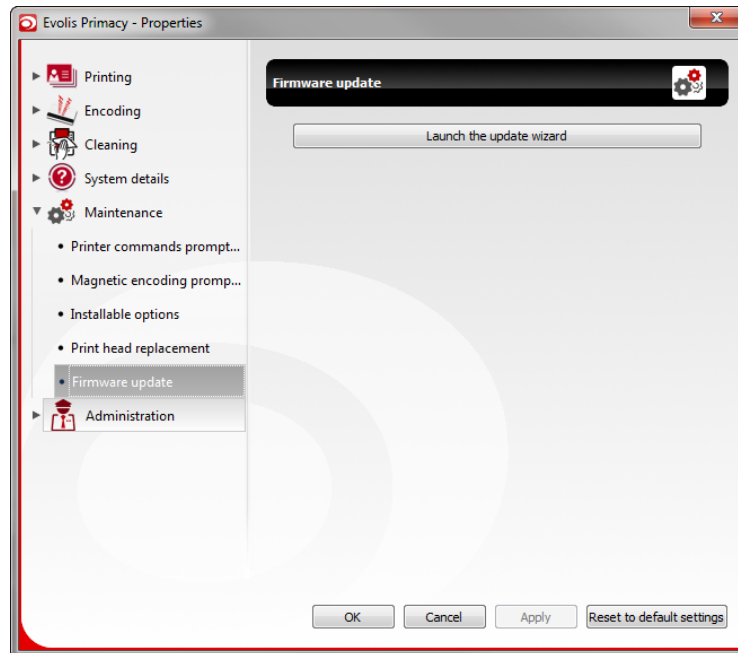 Evolis Primacy - Properties
Printing
Encoding
Cleaning
System details
Maintenance
Printer commands prompt...
Magnetic encoding promp...
Installable options
Print head replacement
Firmware update
Administration
Firmware update
Launch the update wizard
OK
Cancel
Apply
Reset to default settings